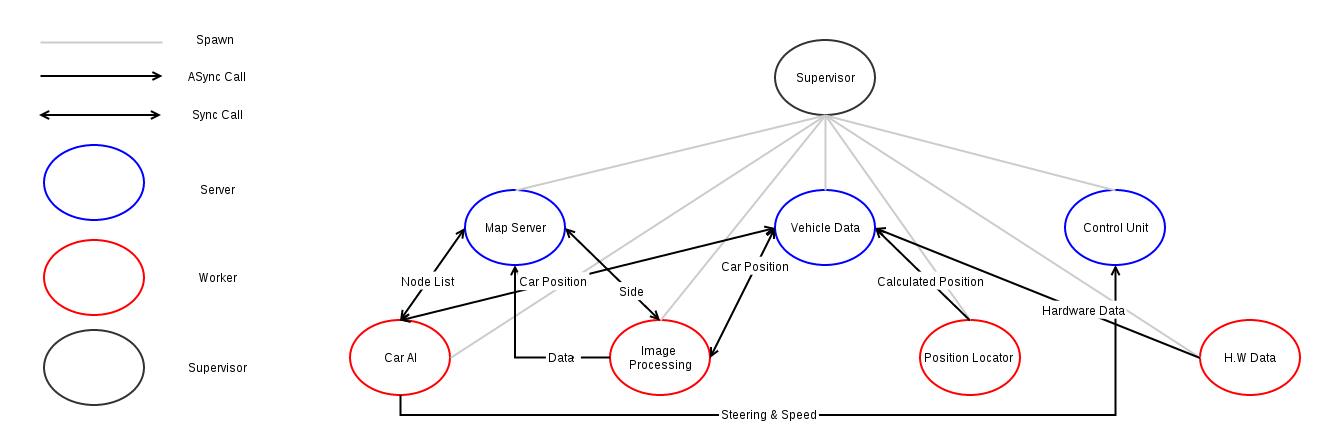 Spawn
ASync Call
Sync Call
Server
Worker
Supervisor
Supervisor
Map Server
Vehicle Data
Control Unit
Node List
Car Position
Side
Car Position
Calculated Position
Hardware Data
Car AI
Data
Image
Processing
Position Locator
H.W Data
Steering & Speed